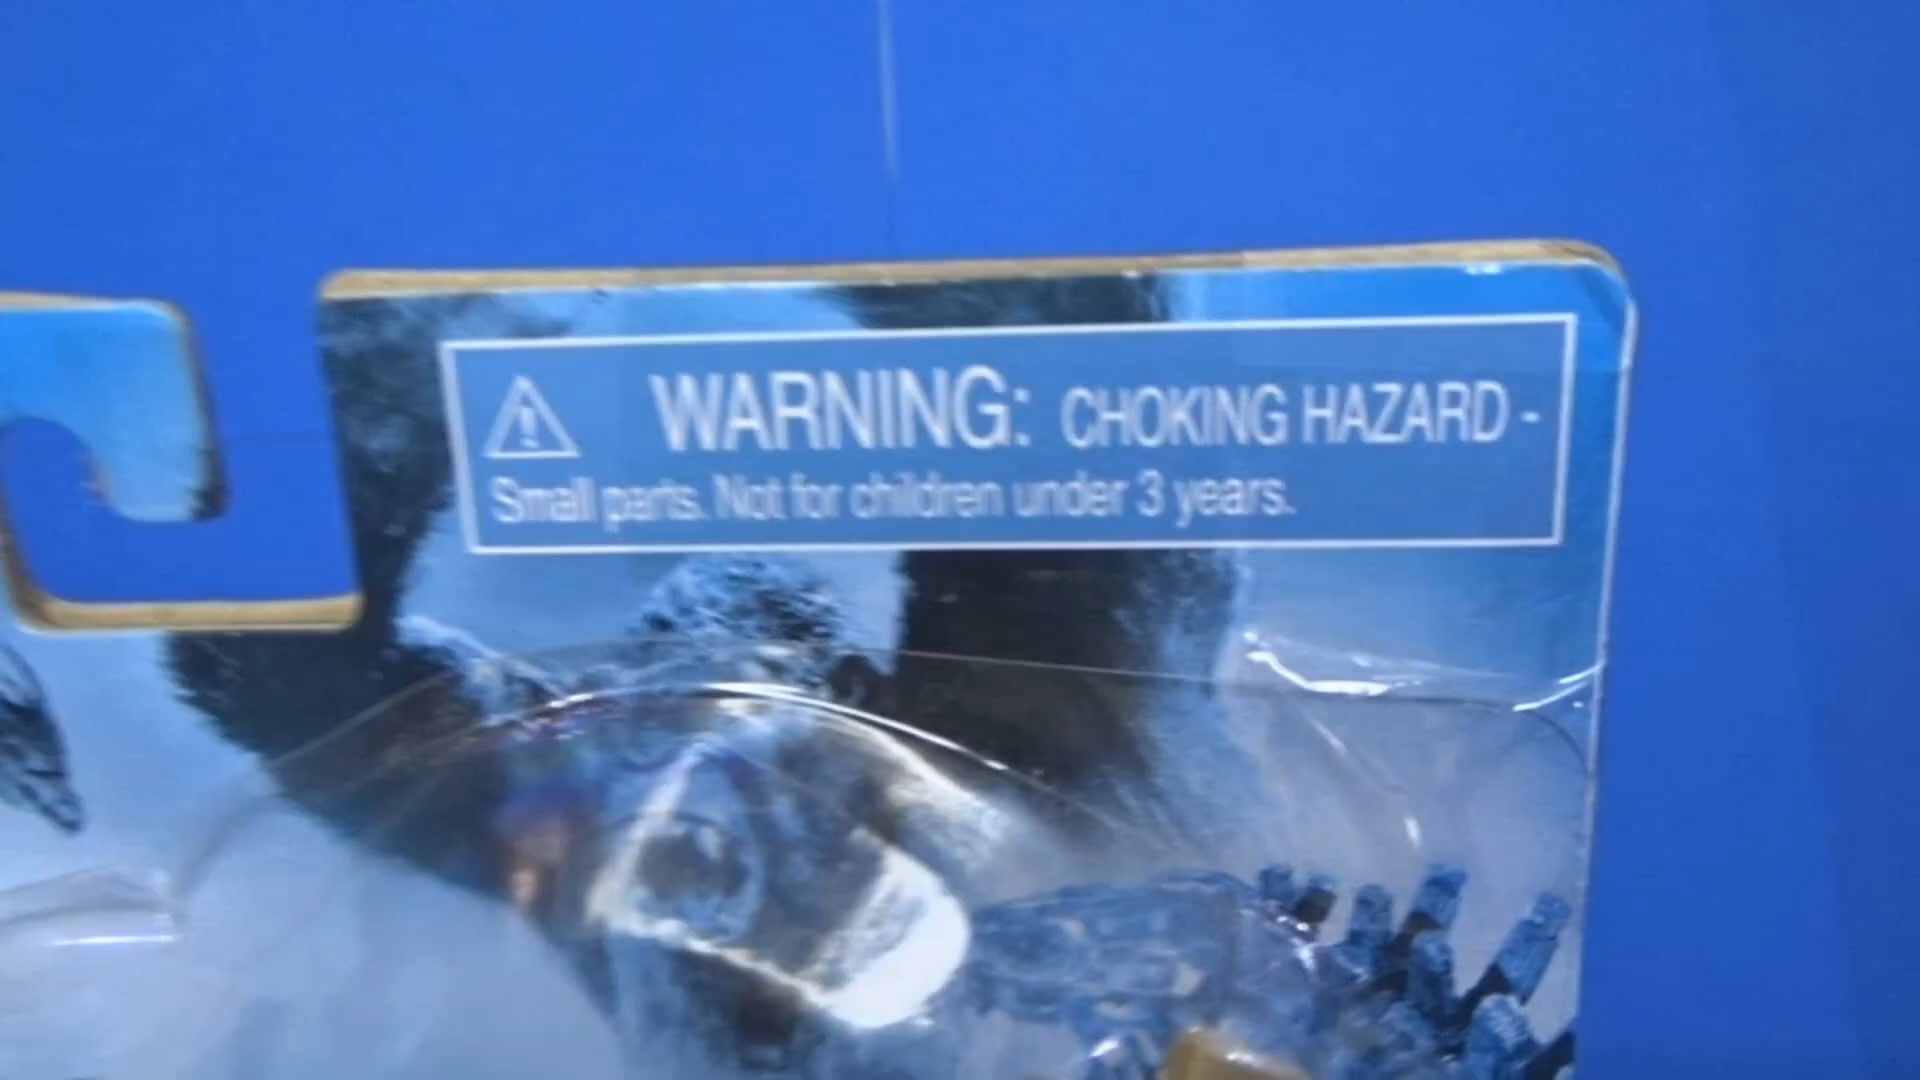 WARNING: CHOKING HAZARD -
Small parts. Not for children under 3 years.